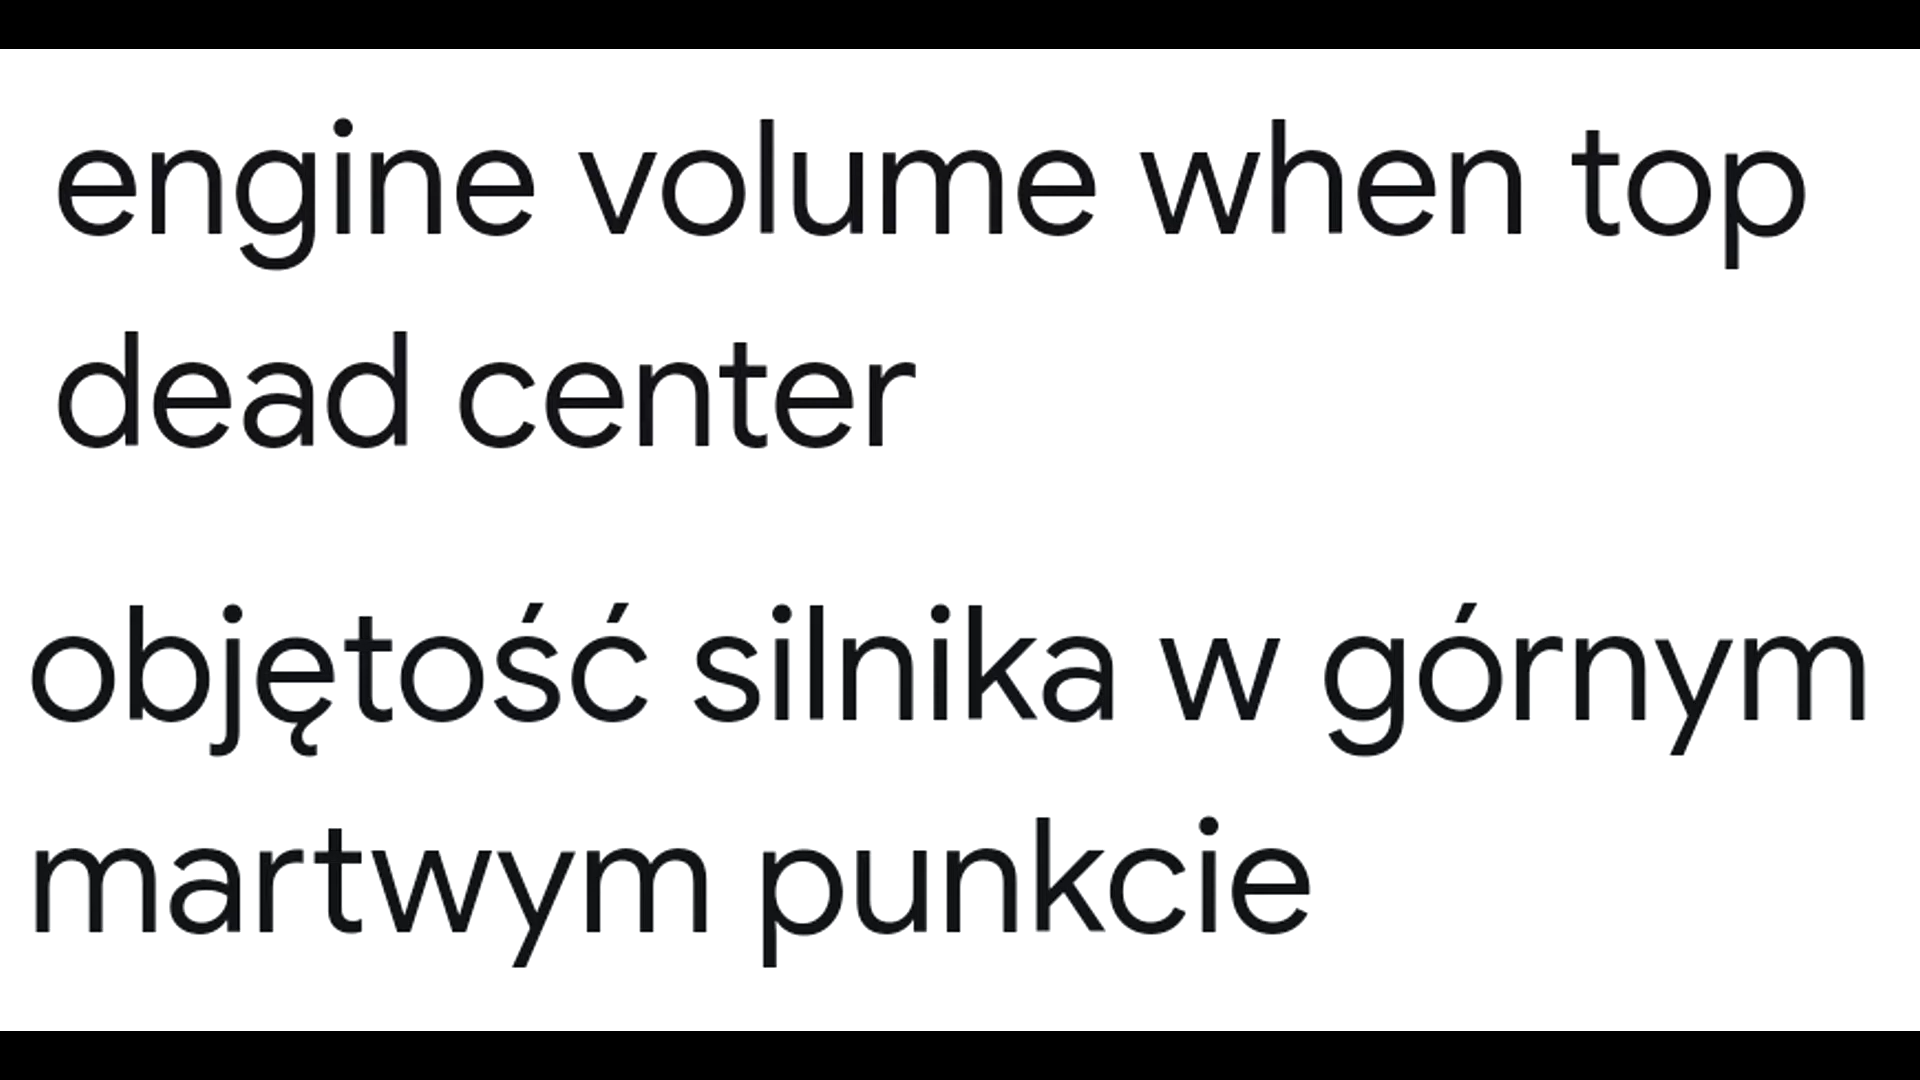 engine volume when top
dead center
objętość silnika w górnym
martwym punkcie